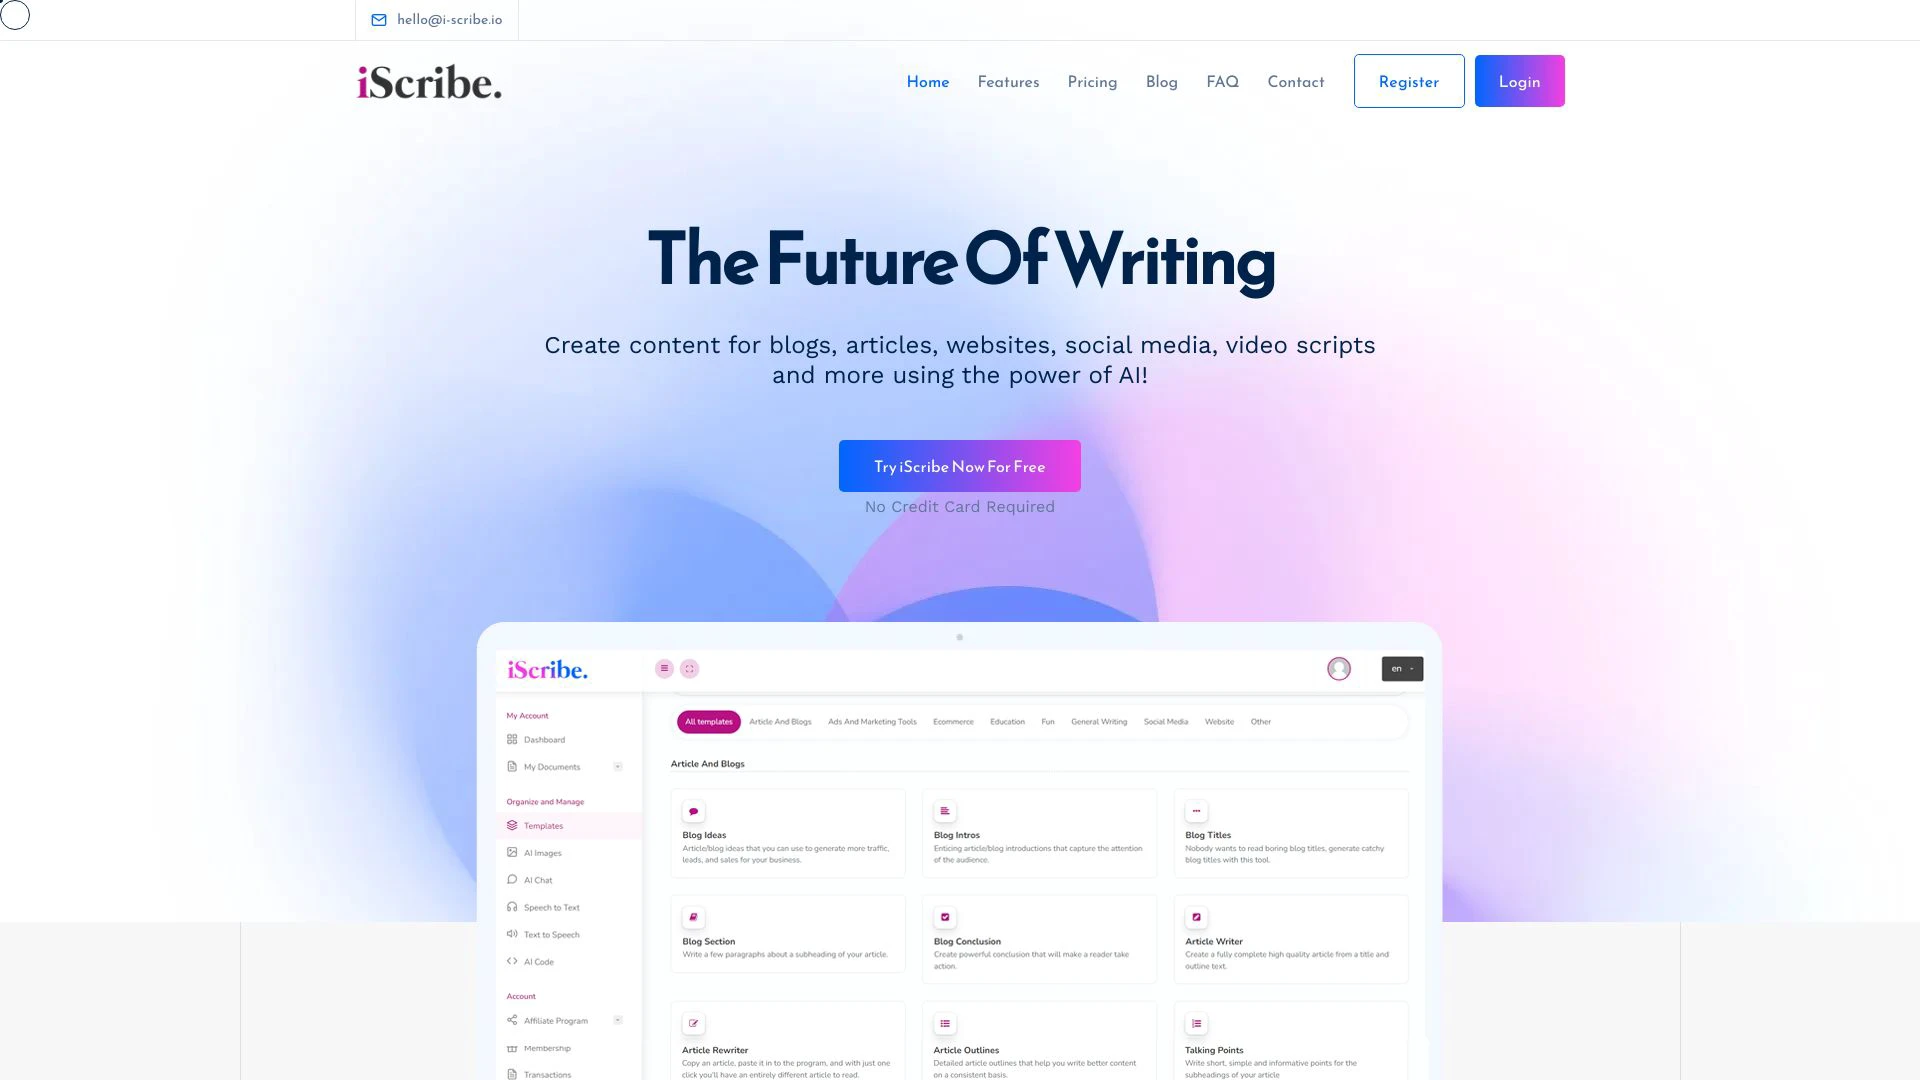 hello@i-scribe.io
iScribe.
Home Features Pricing Blog FAQ Contact Register Login
The Future Of Writing
Create content for blogs, articles, websites, social media, video scripts
and more using the power of AI!
Try iScribe Now For Free
No Credit Card Required
iScribe.
en
My Account
Dashboard
My Documents
Organize and Manage
Templates
AI Images
AI Chat
Speech to Text
Text to Speech
AI Code
Account
Affiliate Program
Membership
Transactions
All templates Article And Blogs Ads And Marketing Tools Ecommerce Education Fun General Writing Social Media Website Other
Article And Blogs
Blog Ideas
Article/blog ideas that you can use to generate more traffic,
leads, and sales for your business.
Blog Intros
Enticing article/blog introductions that capture the attention
of the audience.
Blog Titles
Nobody wants to read boring blog titles, generate catchy
blog titles with this tool.
Blog Section
Write a few paragraphs about a subheading of your article.
Blog Conclusion
Create powerful conclusion that will make a reader take
action.
Article Writer
Create a fully complete high quality article from a title and
outline text.
Article Rewriter
Copy an article, paste it in to the program, and with just one
click you'll have an entirely different article to read.
Article Outlines
Detailed article outlines that help you write better content
on a consistent basis.
Talking Points
Write short, simple and informative points for the
subheadings of your article